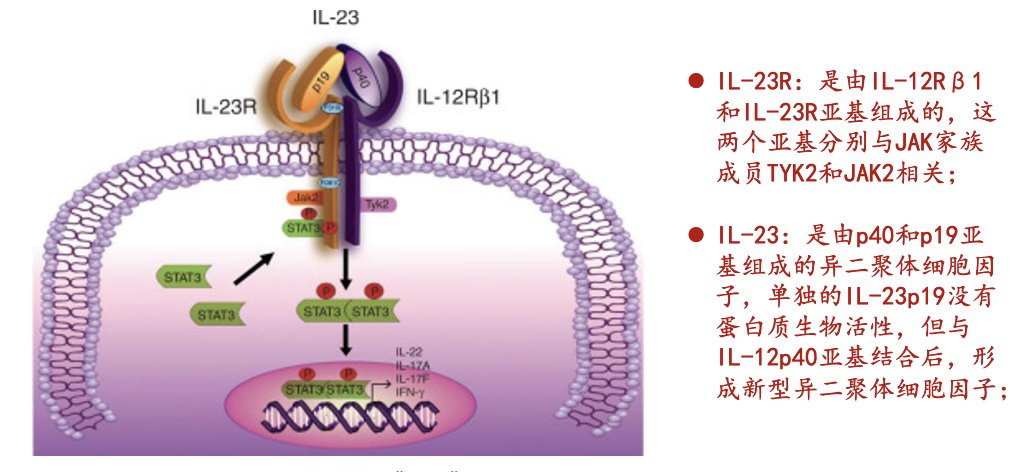 IL-23
p19
p40
IL-23R
IL-12Rβ1
Jak2
Tyk2
P
STAT3
P
STAT3
STAT3
P
P
STAT3
STAT3
P
P
STAT3
STAT3
IL-22
IL-17A
IL-17F
IFN-γ
● IL-23R：是由IL-12Rβ1
和IL-23R亚基组成的，这
两个亚基分别与JAK家族
成员TYK2和JAK2相关；
● IL-23：是由p40和p19亚
基组成的异二聚体细胞因
子，单独的IL-23p19没有
蛋白质生物活性，但与
IL-12p40亚基结合后，形
成新型异二聚体细胞因子；